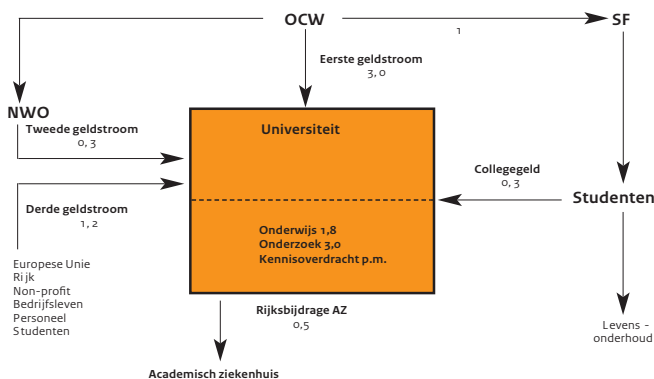 OCW
SF
1
Eerste geldstroom
3,0
NWO
Tweede geldstroom
0,3
Universiteit
Collegegeld
0,3
Derde geldstroom
1,2
Studenten
Onderwijs 1,8
Onderzoek 3,0
Kennisoverdracht p.m.
Europese Unie
Rijk
Non-profit
Bedrijfsleven
Personeel
Studenten
Rijksbijdrage AZ
0,5
Levens -
onderhoud
Academisch ziekenhuis